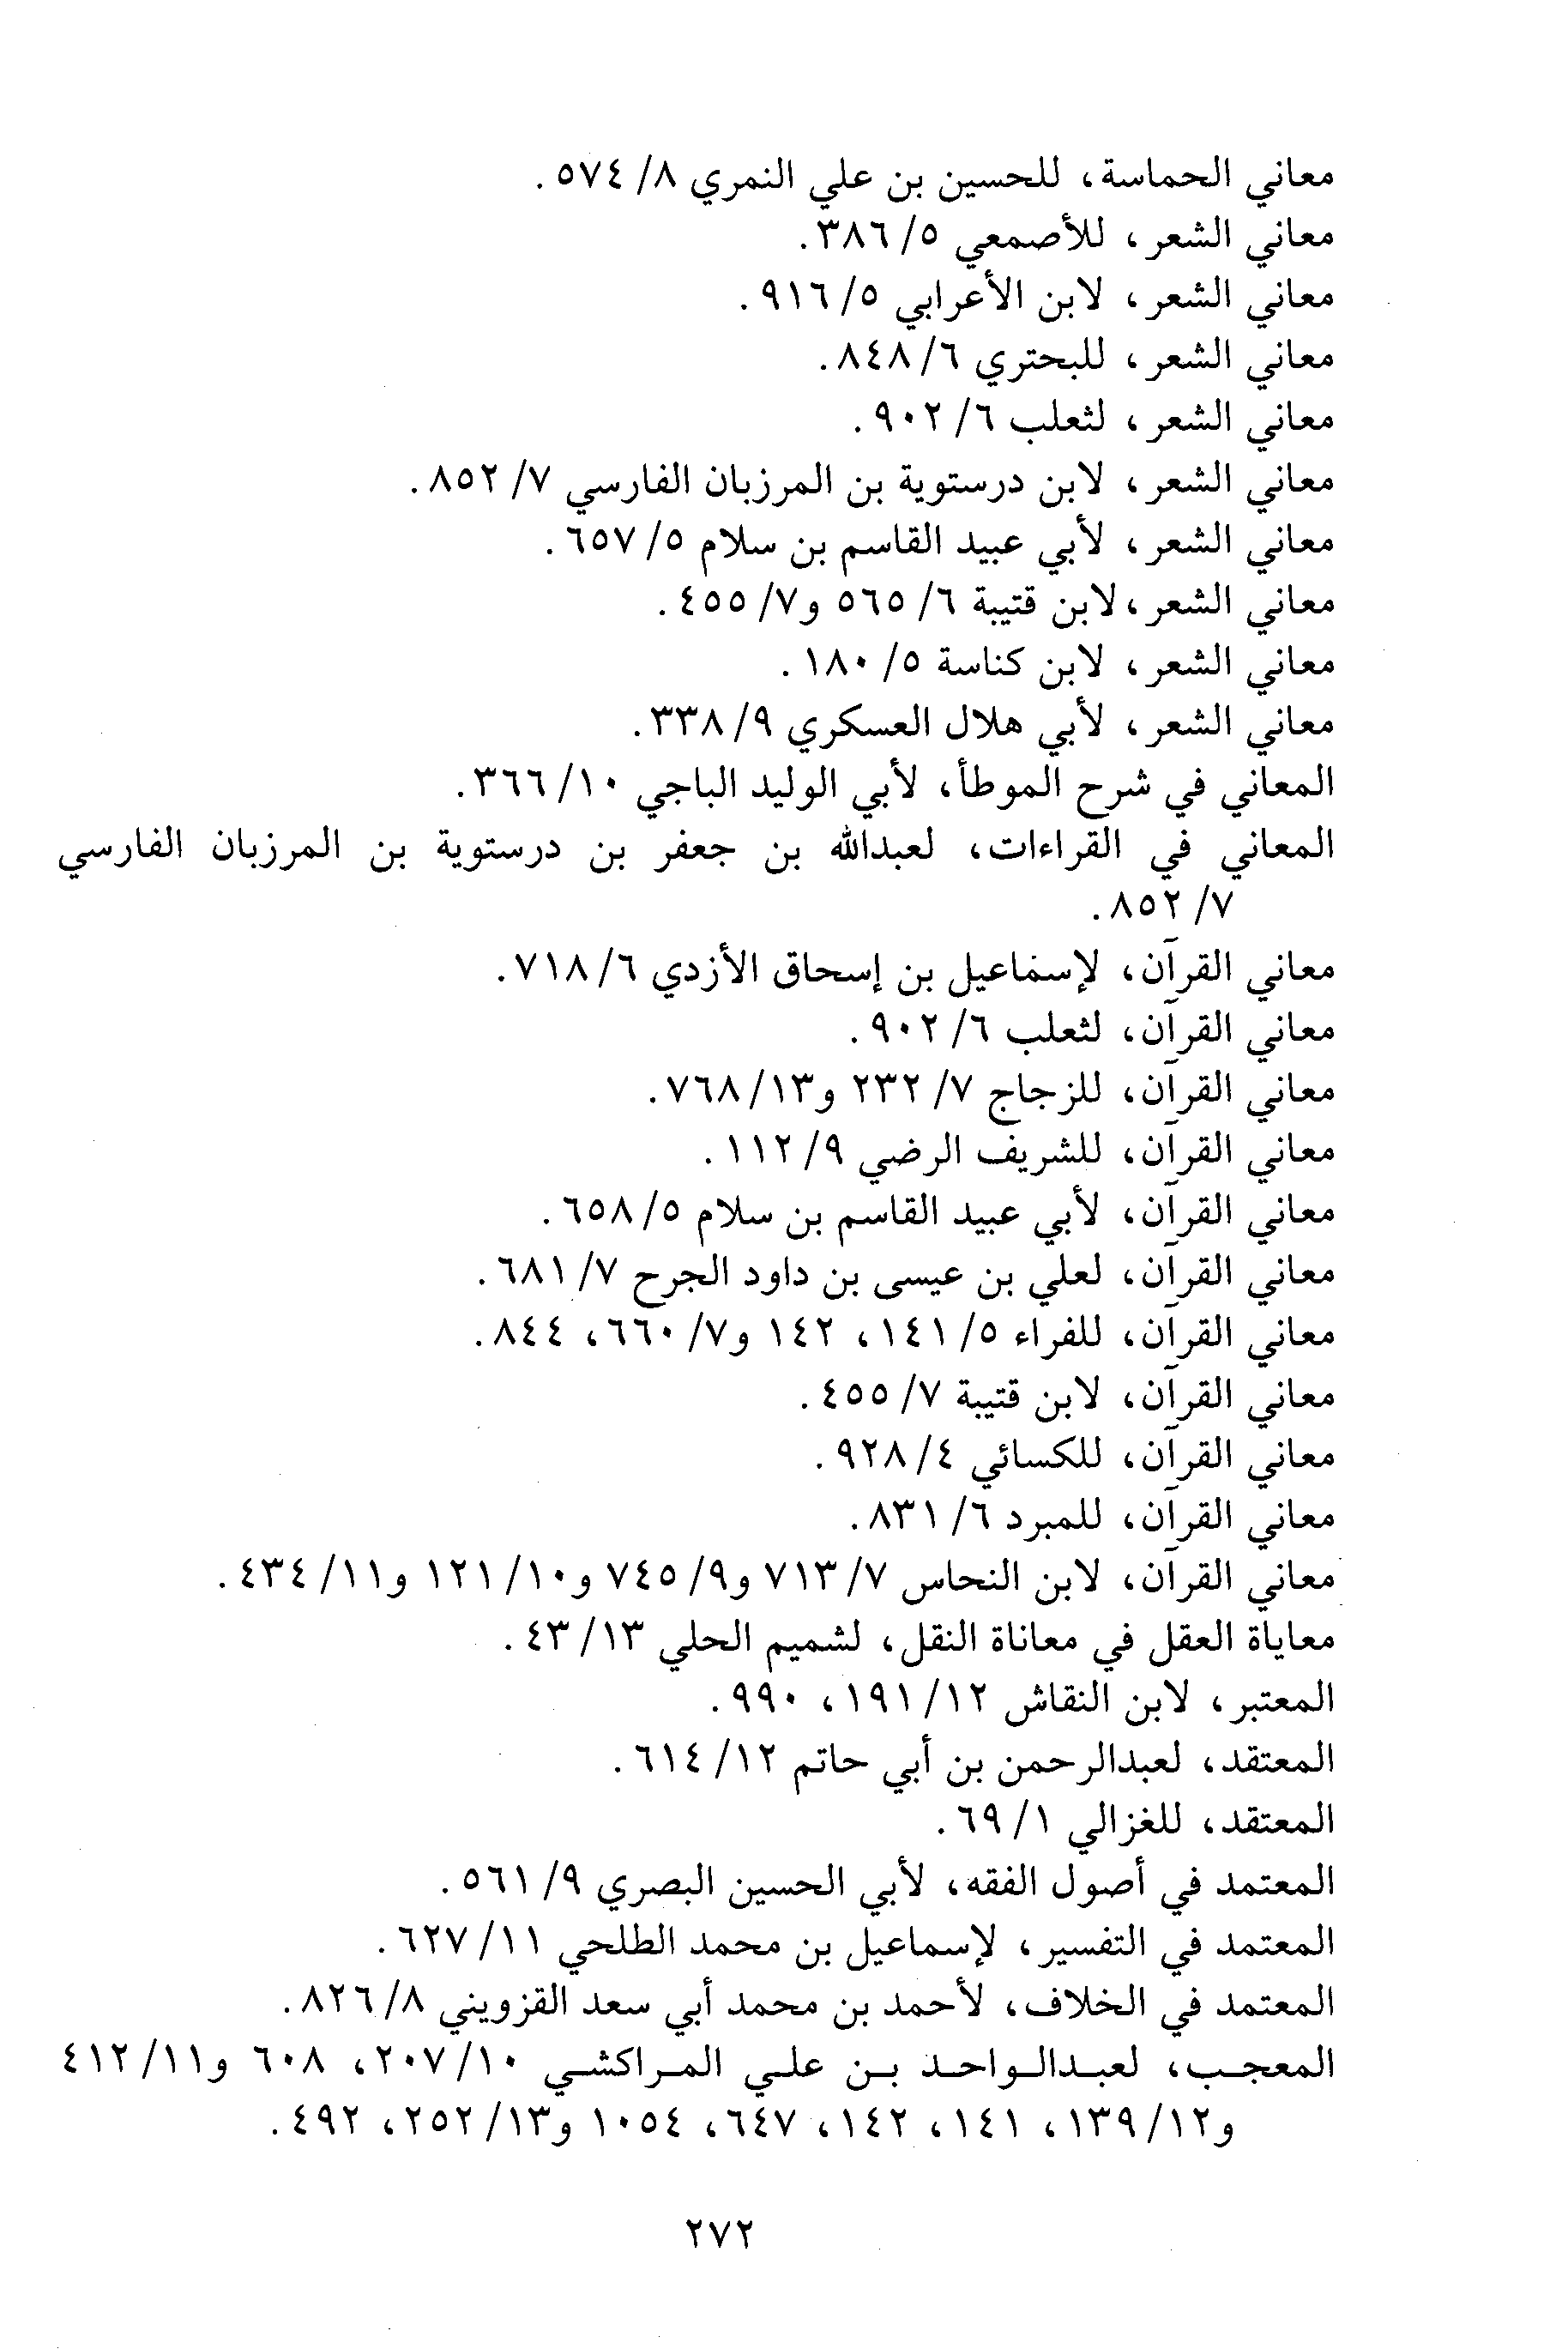 معاني الحماسة، للحسين بن علي النمري ٨/ ٥٧٤.
معاني الشعر، للأصمعي ٥/ ٣٨٦.
معاني الشعر، لابن الأعرابي ٥/ ٩١٦.
معاني الشعر، للبحتري ٦/ ٨٤٨.
معاني الشعر، لثعلب ٦/ ٩٠٢.
معاني الشعر، لابن درستوية بن المرزبان الفارسي ٧/ ٨٥٢.
معاني الشعر، لأبي عبيد القاسم بن سلام ٥/ ٦٥٧.
معاني الشعر، لابن قتيبة ٦/ ٥٦٥ و٧/ ٤٥٥.
معاني الشعر، لابن كناسة ٥/ ١٨٠.
معاني الشعر، لأبي هلال العسكري ٩/ ٣٣٨.
المعاني في شرح الموطأ، لأبي الوليد الباجي ١٠/ ٣٦٦.
المعاني في القراءات، لعبدالله بن جعفر بن درستوية بن المرزبان الفارسي
٧/ ٨٥٢.
معاني القرآن، لإسماعيل بن إسحاق الأزدي ٦/ ٧١٨.
معاني القرآن، لثعلب ٦/ ٩٠٢.
معاني القرآن، للزجاج ٧/ ٢٣٢ و١٣/ ٧٦٨.
معاني القرآن، للشريف الرضي ٩/ ١١٢.
معاني القرآن، لأبي عبيد القاسم بن سلام ٥/ ٦٥٨.
معاني القرآن، لعلي بن عيسى بن داود الجرح ٧/ ٦٨١.
معاني القرآن، للفراء ٥/ ١٤١، ١٤٢ و٧/ ٦٦٠، ٨٤٤.
معاني القرآن، لابن قتيبة ٧/ ٤٥٥.
معاني القرآن، للكسائي ٤/ ٩٢٨.
معاني القرآن، للمبرد ٦/ ٨٣١.
معاني القرآن، لابن النحاس ٧/ ٧١٣ و٩/ ٧٤٥ و١٠/ ١٢١ و١١/ ٤٣٤.
معاياة العقل في معاناة النقل، لشميم الحلي ١٣/ ٤٣.
المعتبر، لابن النقاش ١٢/ ١٩١، ٩٩٠.
المعتقد، لعبدالرحمن بن أبي حاتم ١٢/ ٦١٤.
المعتقد، للغزالي ١/ ٦٩.
المعتمد في أصول الفقه، لأبي الحسين البصري ٩/ ٥٦١.
المعتمد في التفسير، لإسماعيل بن محمد الطلحي ١١/ ٦٢٧.
المعتمد في الخلاف، لأحمد بن محمد أبي سعد القزويني ٨/ ٨٢٦.
المعجـب، لعبـدالـواحـد بـن علـي المـراكشـي ١٠/ ٢٠٧، ٦٠٨ و١١/ ٤١٢
و١٢/ ١٣٩، ١٤١، ١٤٢، ٦٤٧، ١٠٥٤ و١٣/ ٢٥٢، ٤٩٢.
٢٧٢